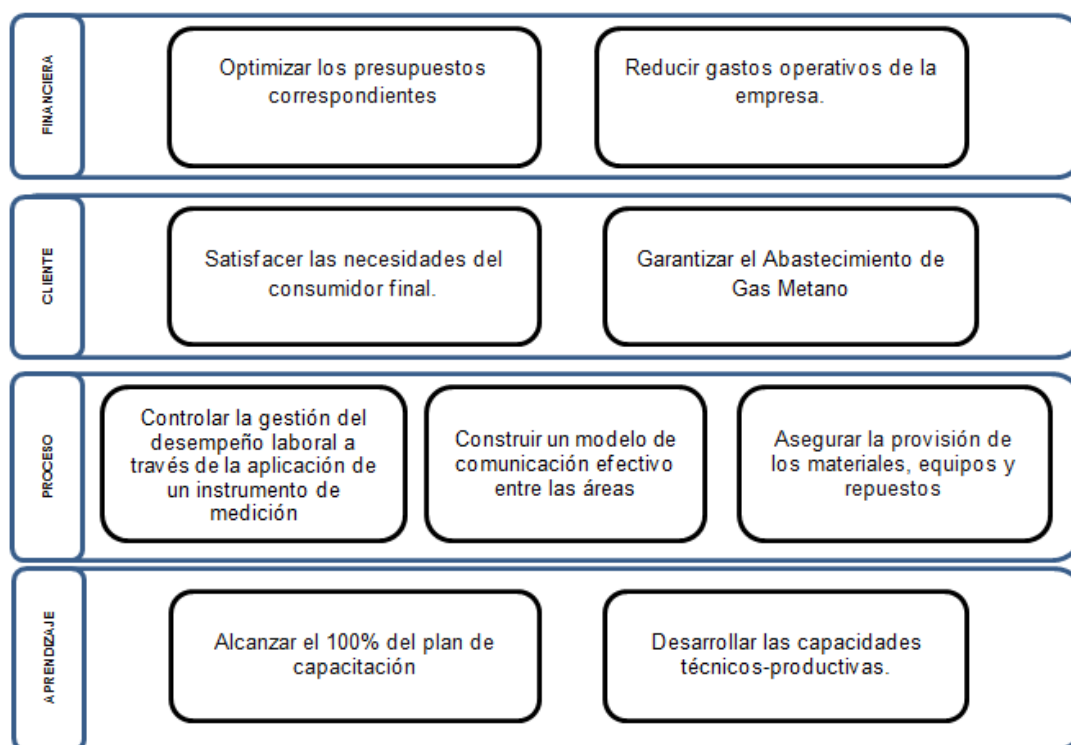 FINANCIERA
Optimizar los presupuestos
correspondientes
Reducir gastos operativos de la
empresa.
CLIENTE
Satisfacer las necesidades del
consumidor final.
Garantizar el Abastecimiento de
Gas Metano
PROCESO
Controlar la gestión del
desempeño laboral a
través de la aplicación de
un instrumento de
medición
Construir un modelo de
comunicación efectivo
entre las áreas
Asegurar la provisión de
los materiales, equipos y
repuestos
APRENDIZAJE
Alcanzar el 100% del plan de
capacitación
Desarrollar las capacidades
técnicos-productivas.